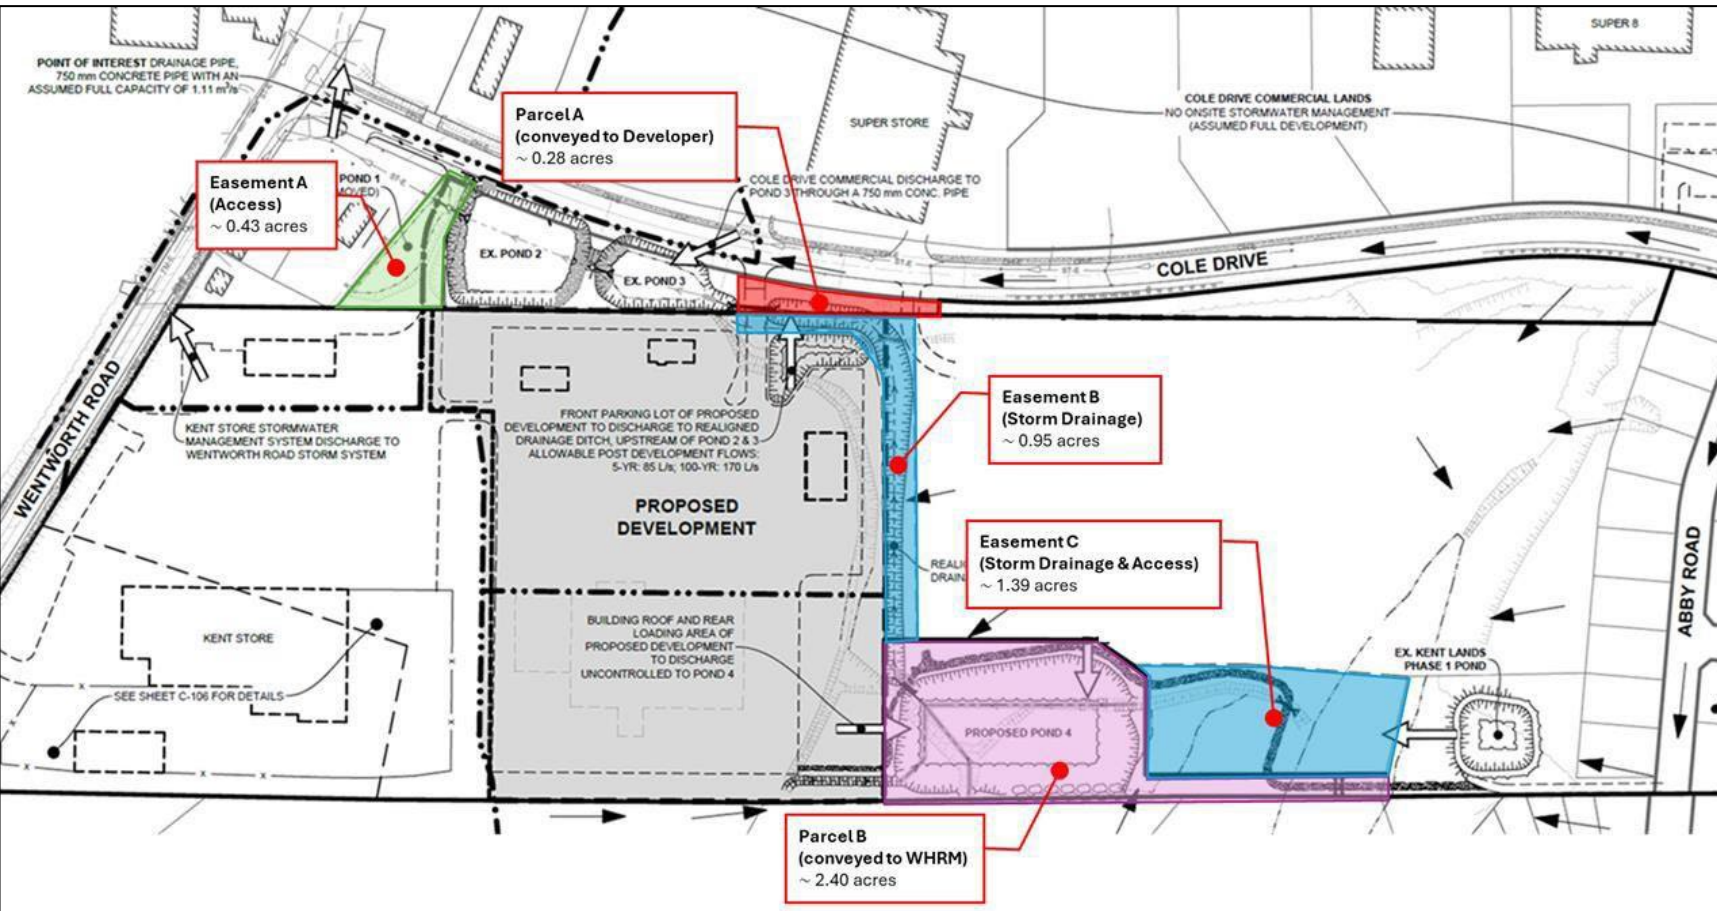 SUPER 8
POINT OF INTEREST DRAINAGE PIPE,
750 mm CONCRETE PIPE WITH AN
ASSUMED FULL CAPACITY OF 1.11 m³/s
COLE DRIVE COMMERCIAL LANDS
NO ONSITE STORMWATER MANAGEMENT
(ASSUMED FULL DEVELOPMENT)
Parcel A
(conveyed to Developer)
~ 0.28 acres
SUPER STORE
Easement A
(Access)
~ 0.43 acres
POND 1
COLE DRIVE COMMERCIAL DISCHARGE TO
POND 3 THROUGH A 750 mm CONC. PIPE
EX. POND 2
EX. POND 3
COLE DRIVE
WENTWORTH ROAD
KENT STORE STORMWATER
MANAGEMENT SYSTEM DISCHARGE TO
WENTWORTH ROAD STORM SYSTEM
FRONT PARKING LOT OF PROPOSED
DEVELOPMENT TO DISCHARGE TO REALIGNED
DRAINAGE DITCH, UPSTREAM OF POND 2 & 3
ALLOWABLE POST DEVELOPMENT FLOWS:
5-YR: 85 L/s; 100-YR: 170 L/s
PROPOSED
DEVELOPMENT
Easement B
(Storm Drainage)
~ 0.95 acres
Easement C
(Storm Drainage & Access)
~ 1.39 acres
ABBY ROAD
KENT STORE
BUILDING ROOF AND REAR
LOADING AREA OF
PROPOSED DEVELOPMENT
TO DISCHARGE
UNCONTROLLED TO POND 4
EX. KENT LANDS
PHASE 1 POND
SEE SHEET C-106 FOR DETAILS
PROPOSED POND 4
Parcel B
(conveyed to WHRM)
~ 2.40 acres